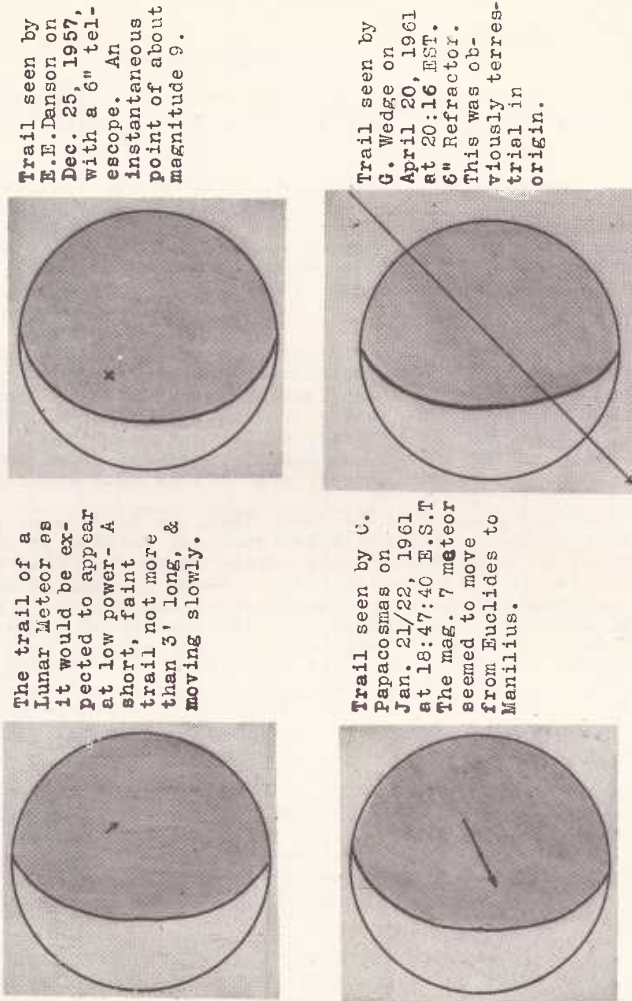 The trail of a
Lunar Meteor as
it would be ex-
pected to appear
at low power- A
short, faint
trail not more
than 3' long, &
moving slowly.
Trail seen by
E.E.Danson on
Dec. 25, 1957,
with a 6" tel-
escope. An
instantaneous
point of about
magnitude 9.
Trail seen by C.
Papacosmas on
Jan. 21/22, 1961
at 18:47:40 E.S.T
The mag. 7 meteor
seemed to move
from Euclides to
Manilius.
Trail seen by
G. Wedge on
April 20, 1961
at 20:16 EST.
6" Refractor.
This was ob-
viously terres-
trial in
origin.